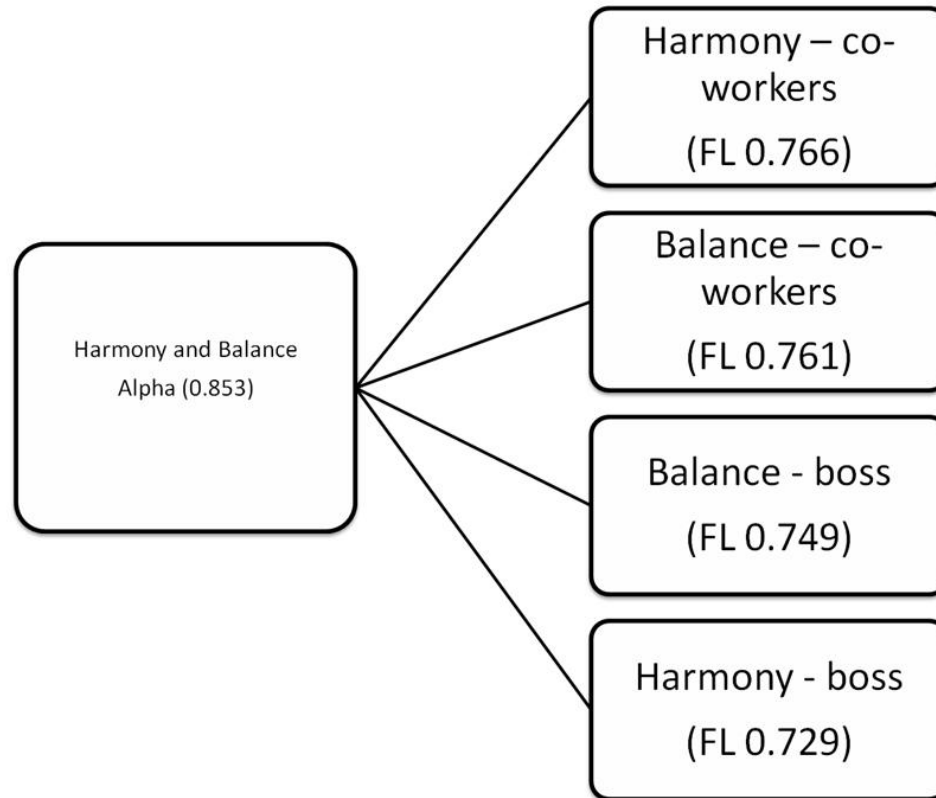 Harmony and Balance
Alpha (0.853)
Harmony – co-
workers
(FL 0.766)
Balance – co-
workers
(FL 0.761)
Balance - boss
(FL 0.749)
Harmony - boss
(FL 0.729)